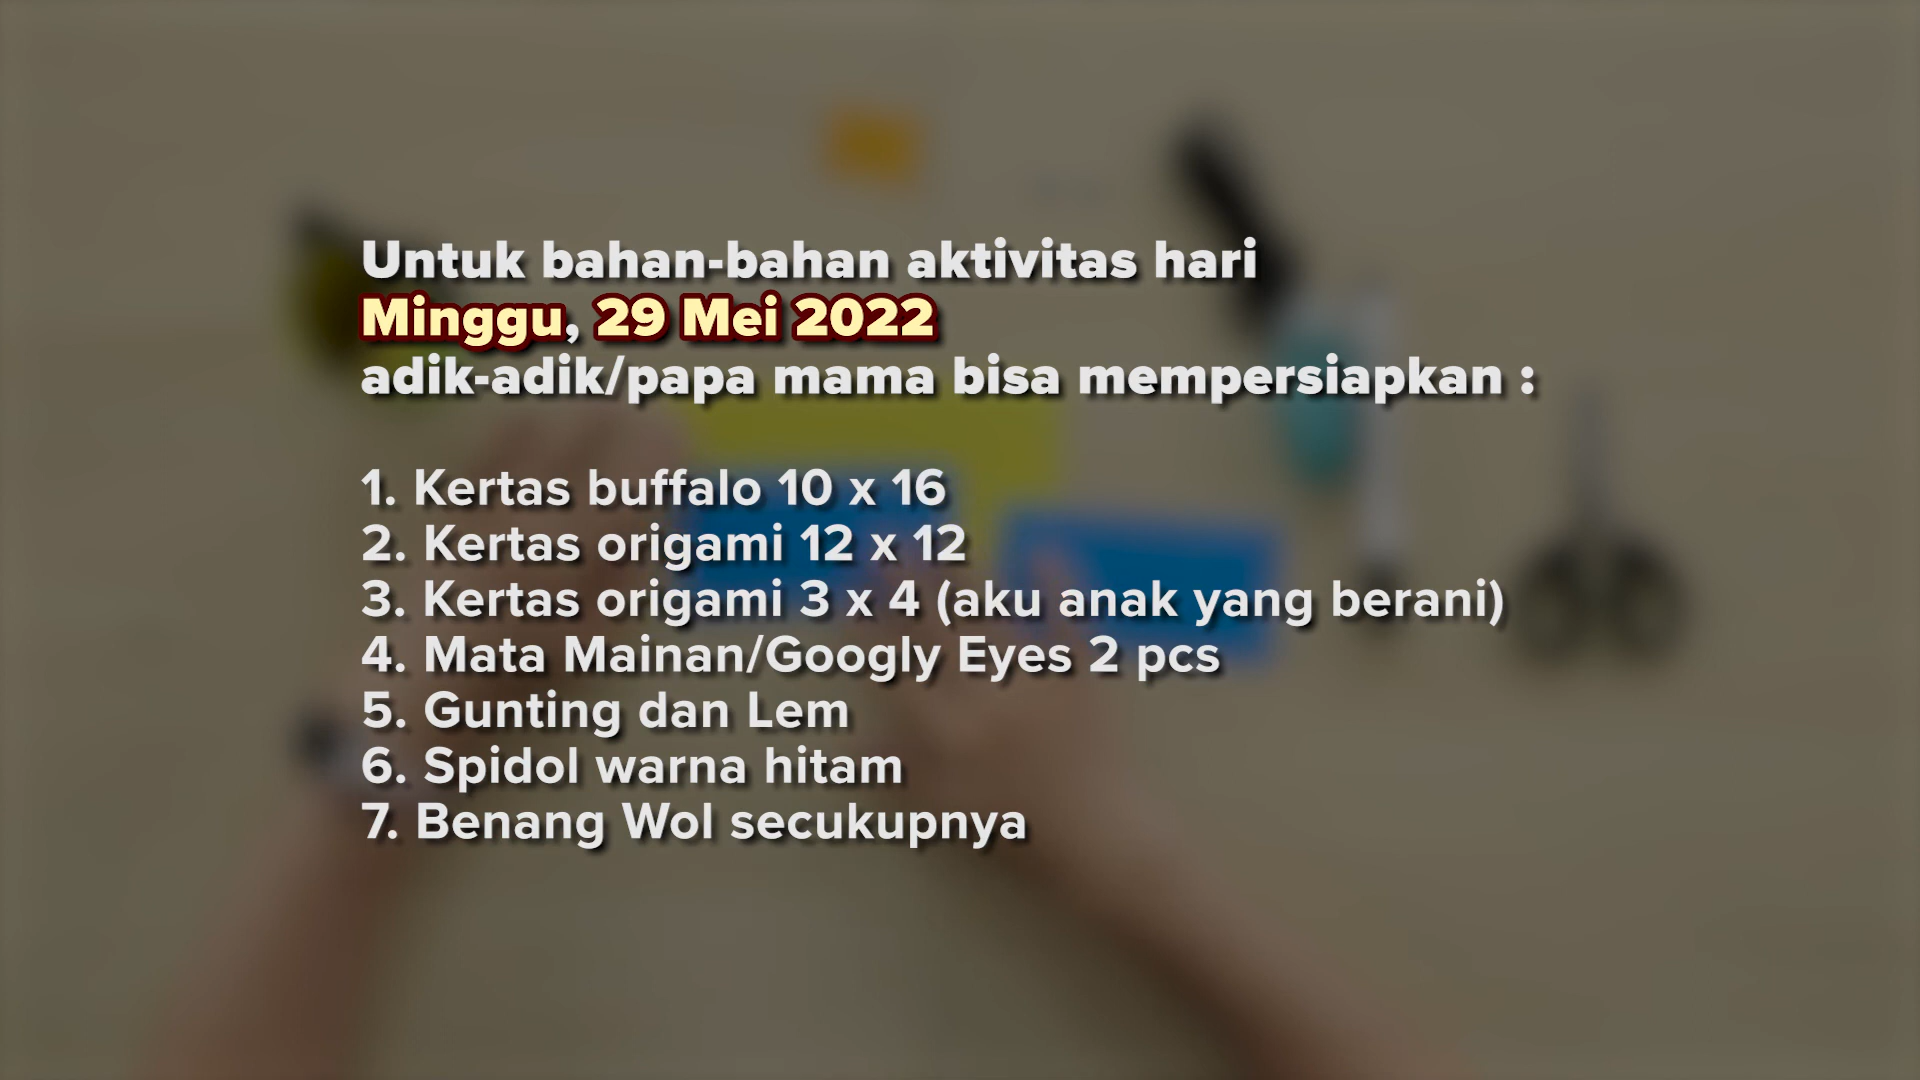 Untuk bahan-bahan aktivitas hari
Minggu, 29 Mei 2022
adik-adik/papa mama bisa mempersiapkan :
1. Kertas buffalo 10 x 16
2. Kertas origami 12 x 12
3. Kertas origami 3 x 4 (aku anak yang berani)
4. Mata Mainan/Googly Eyes 2 pcs
5. Gunting dan Lem
6. Spidol warna hitam
7. Benang Wol secukupnya